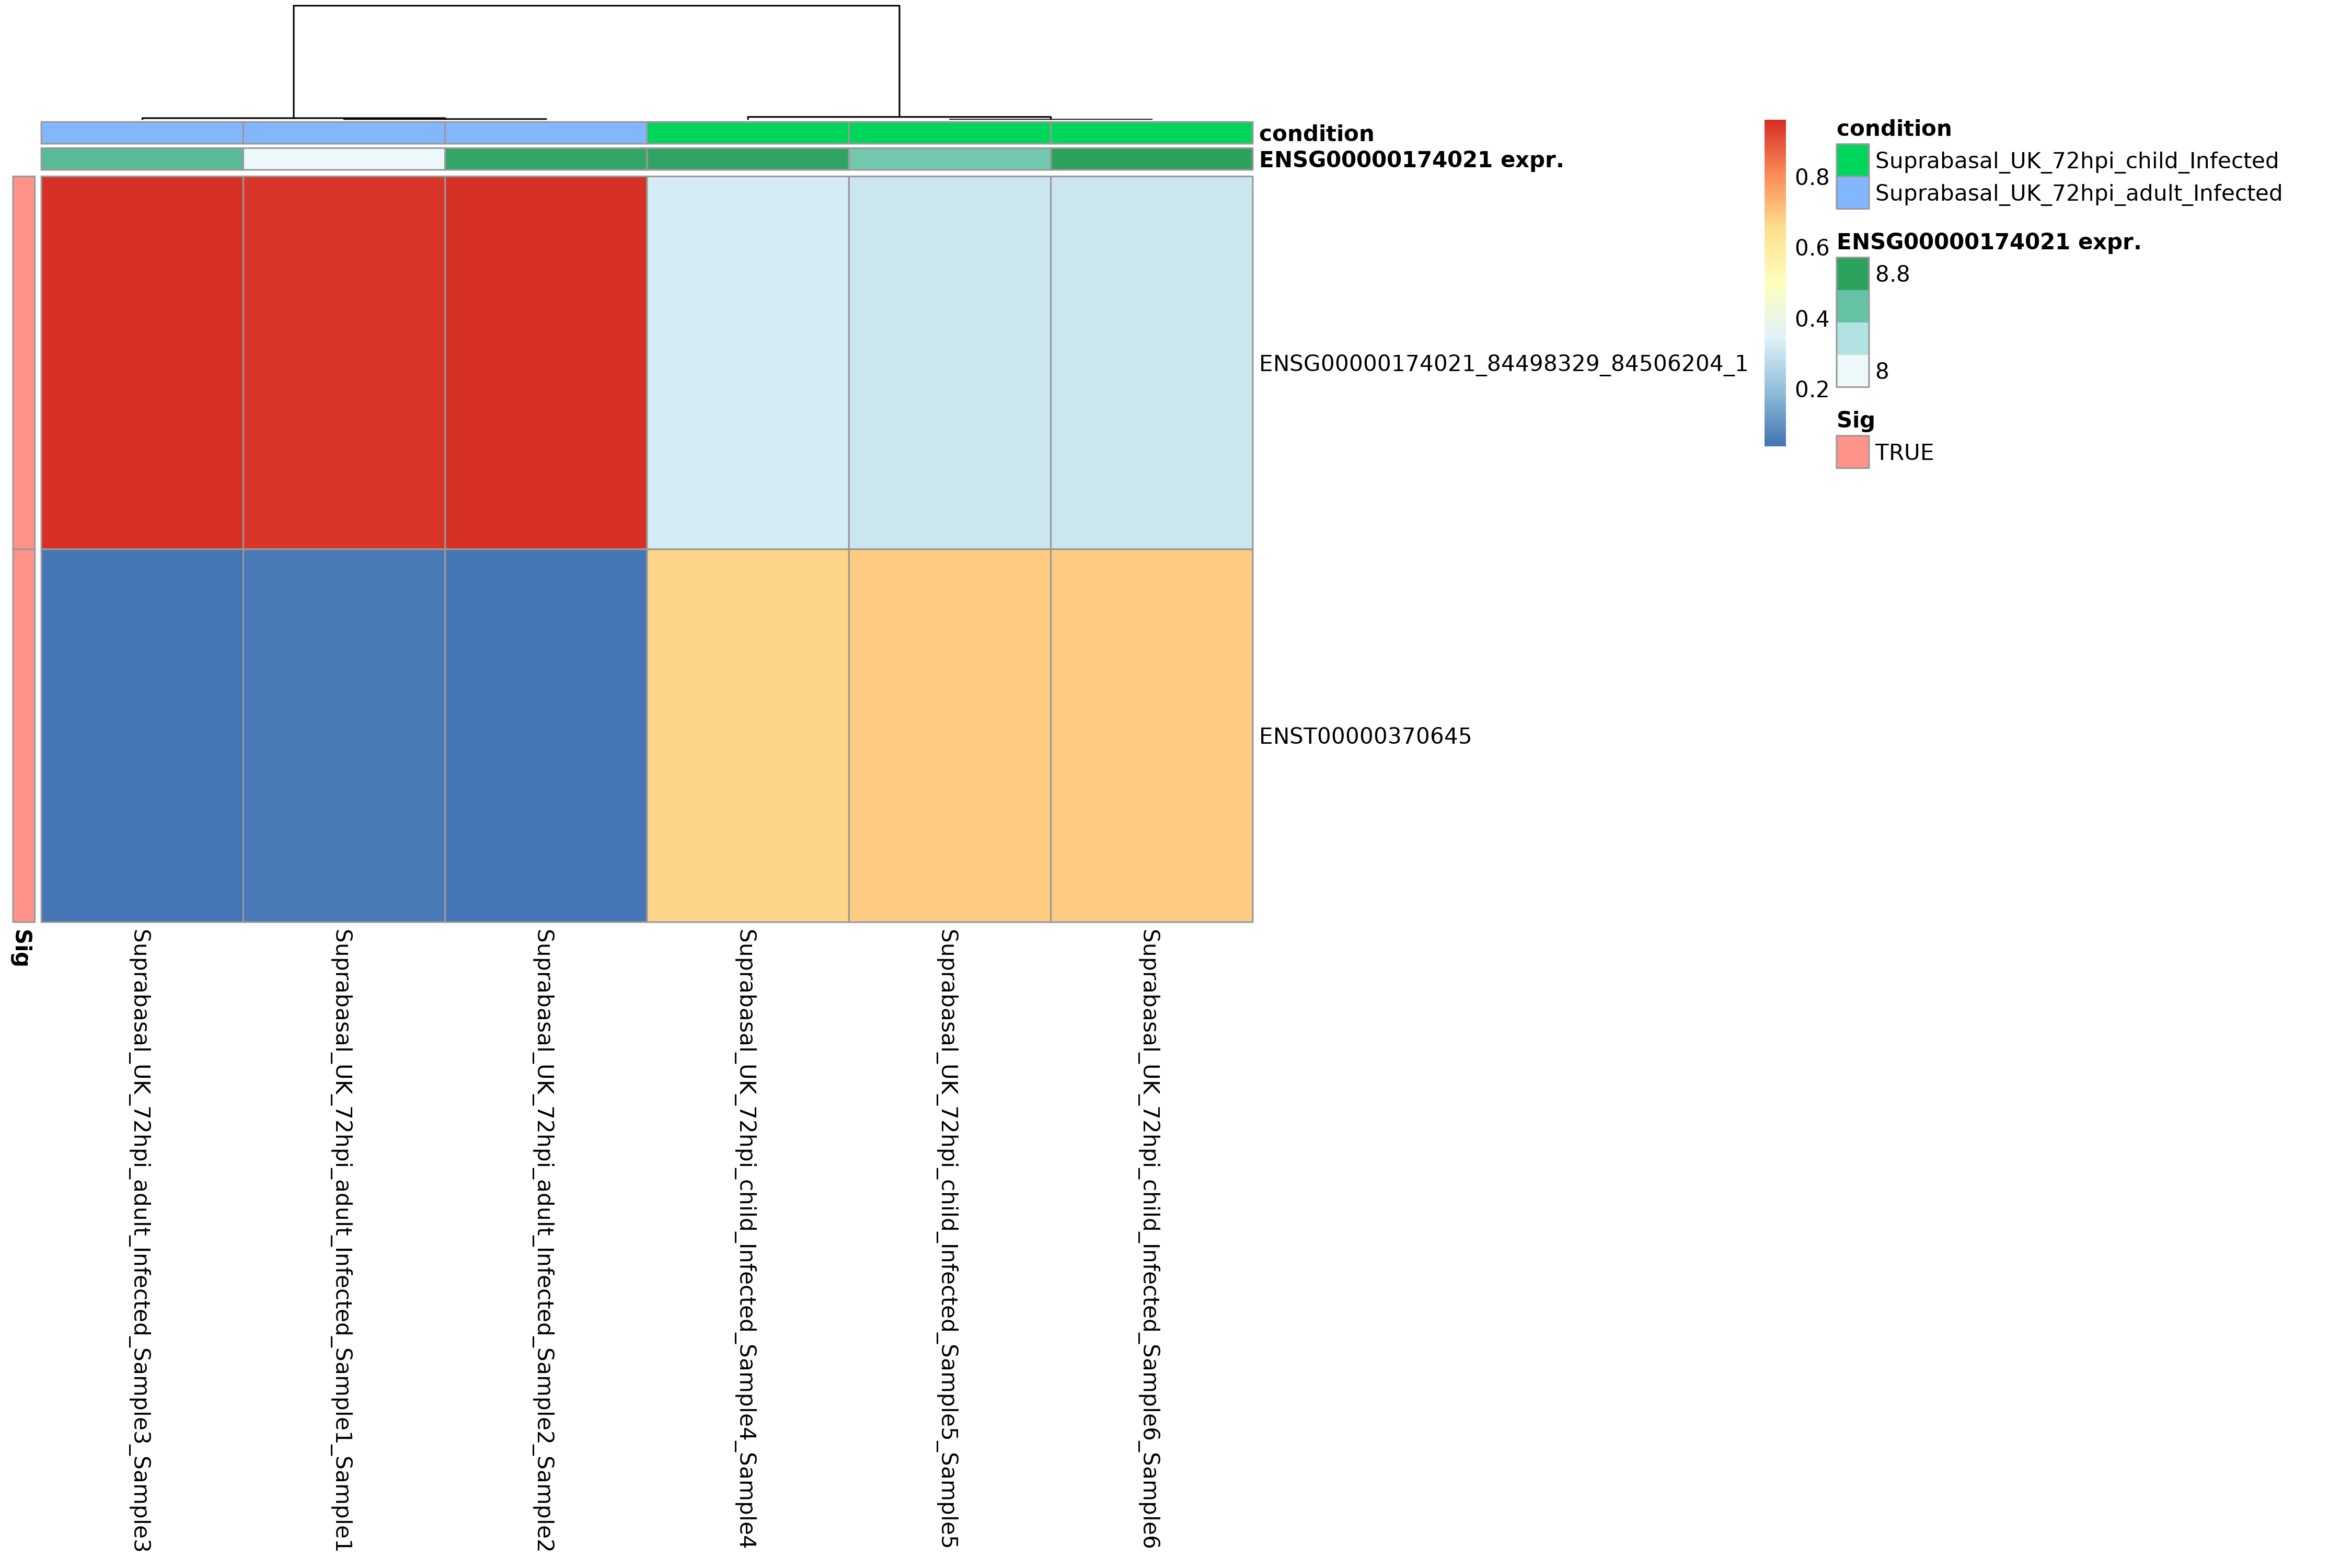 condition
ENSG00000174021 expr.
ENSG00000174021_84498329_84506204_1
ENST00000370645
0.8
0.6
0.4
0.2
condition
Suprabasal_UK_72hpi_child_Infected
Suprabasal_UK_72hpi_adult_Infected
ENSG00000174021 expr.
8.8
8
Sig
TRUE
Sig
Suprabasal_UK_72hpi_adult_Infected_Sample3_Sample3
Suprabasal_UK_72hpi_adult_Infected_Sample1_Sample1
Suprabasal_UK_72hpi_adult_Infected_Sample2_Sample2
Suprabasal_UK_72hpi_child_Infected_Sample4_Sample4
Suprabasal_UK_72hpi_child_Infected_Sample5_Sample5
Suprabasal_UK_72hpi_child_Infected_Sample6_Sample6